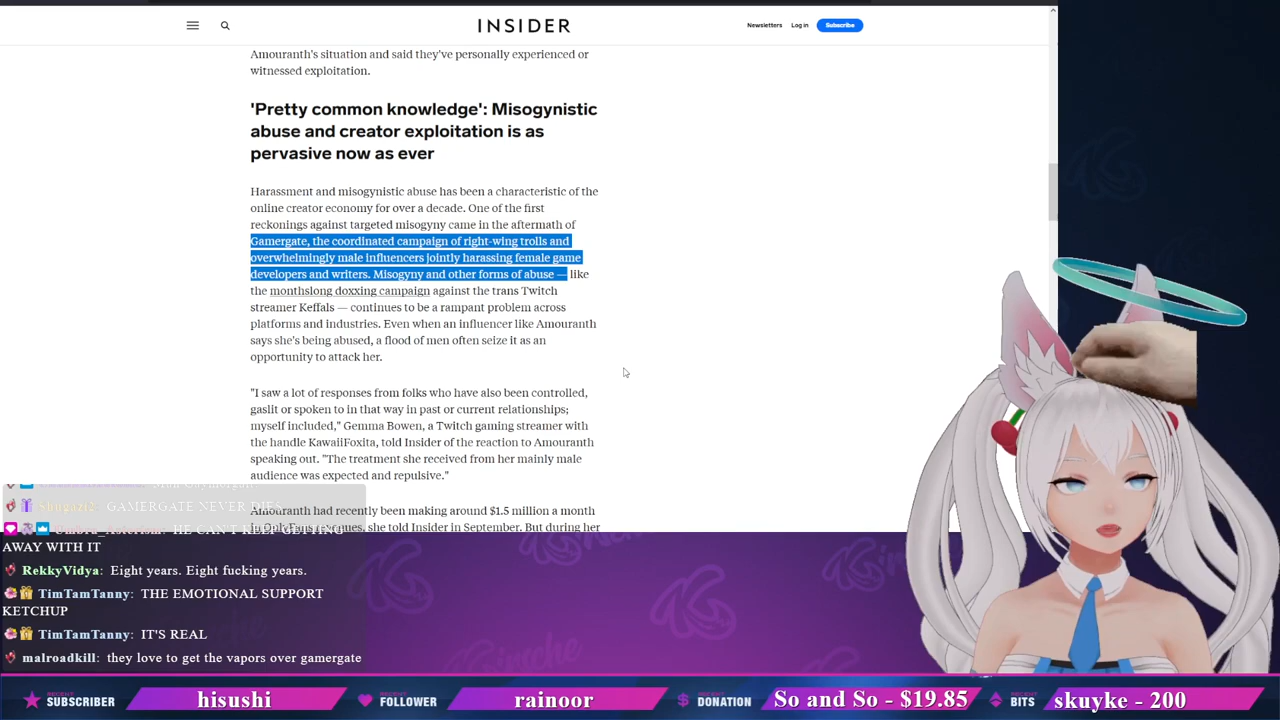 INSIDER
Newsletters
Log in
Subscribe
Amouranth's situation and said they've personally experienced or
witnessed exploitation.
'Pretty common knowledge': Misogynistic
abuse and creator exploitation is as
pervasive now as ever
Harassment and misogynistic abuse has been a characteristic of the
online creator economy for over a decade. One of the first
reckonings against targeted misogyny came in the aftermath of
Gamergate, the coordinated campaign of right-wing trolls and
overwhelmingly male influencers jointly harassing female game
developers and writers. Misogyny and other forms of abuse — like
the monthslong doxxing campaign against the trans Twitch
streamer Keffals — continues to be a rampant problem across
platforms and industries. Even when an influencer like Amouranth
says she's being abused, a flood of men often seize it as an
opportunity to attack her.
"I saw a lot of responses from folks who have also been controlled,
gaslit or spoken to in that way in past or current relationships;
myself included," Gemma Bowen, a Twitch gaming streamer with
the handle KawaiiFoxita, told Insider of the reaction to Amouranth
speaking out. "The treatment she received from her mainly male
audience was expected and repulsive."
Amouranth had recently been making around $1.5 million a month
she told Insider in September. But during her
GAMERGATE NEVER DIES
HE CAN'T KEEP GETTING
AWAY WITH IT
RekkyVidya: Eight years. Eight fucking years.
TimTamTanny: THE EMOTIONAL SUPPORT
KETCHUP
TimTamTanny: IT'S REAL
malroadkill: they love to get the vapors over gamergate
RECENT SUBSCRIBER
hisushi
RECENT FOLLOWER
rainoor
RECENT DONATION
So and So - $19.85
RECENT BITS
skuyke - 200